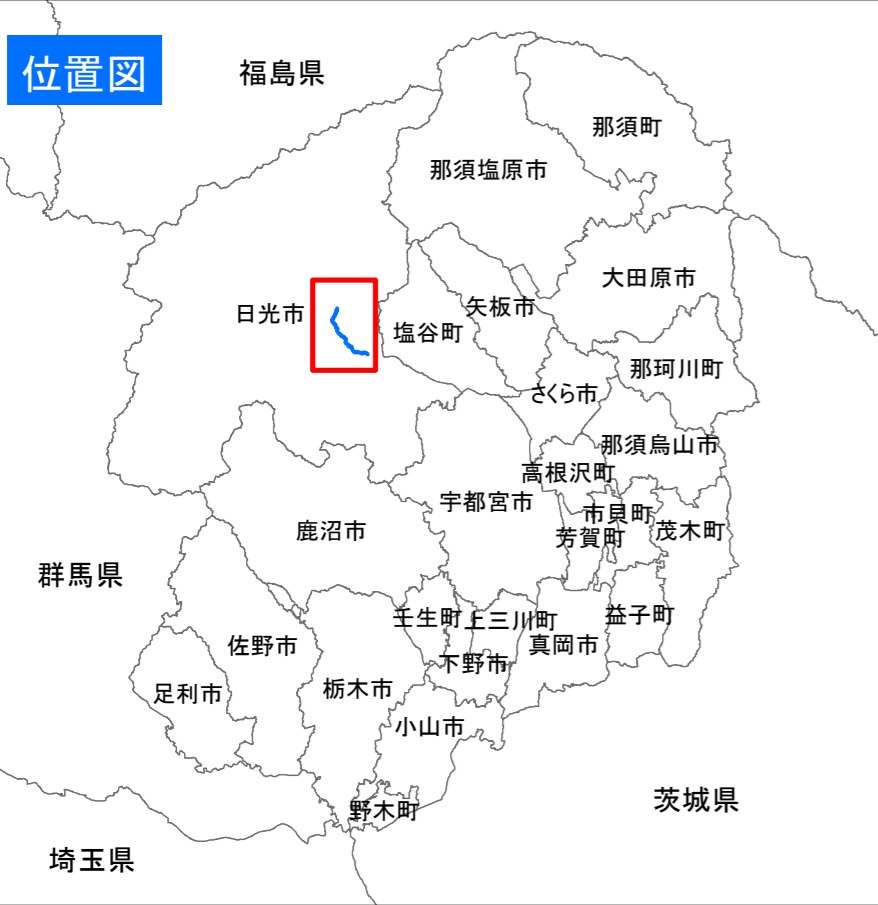 位置図
福島県
那須町
那須塩原市
大田原市
日光市
矢板市
塩谷町
那珂川町
さくら市
那須烏山市
高根沢町
宇都宮市
市貝町
鹿沼市
芳賀町
茂木町
群馬県
壬生町
上三川町
益子町
佐野市
真岡市
下野市
足利市
栃木市
小山市
茨城県
野木町
埼玉県